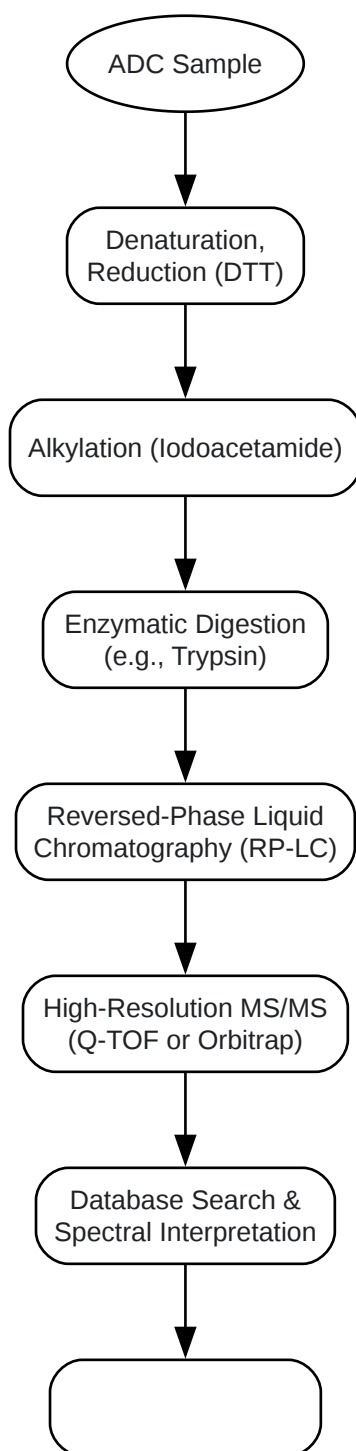 ADC Sample
Denaturation,
Reduction (DTT)
Alkylation (Iodoacetamide)
Enzymatic Digestion
(e.g., Trypsin)
Reversed-Phase Liquid
Chromatography (RP-LC)
High-Resolution MS/MS
(Q-TOF or Orbitrap)
Database Search &
Spectral Interpretation